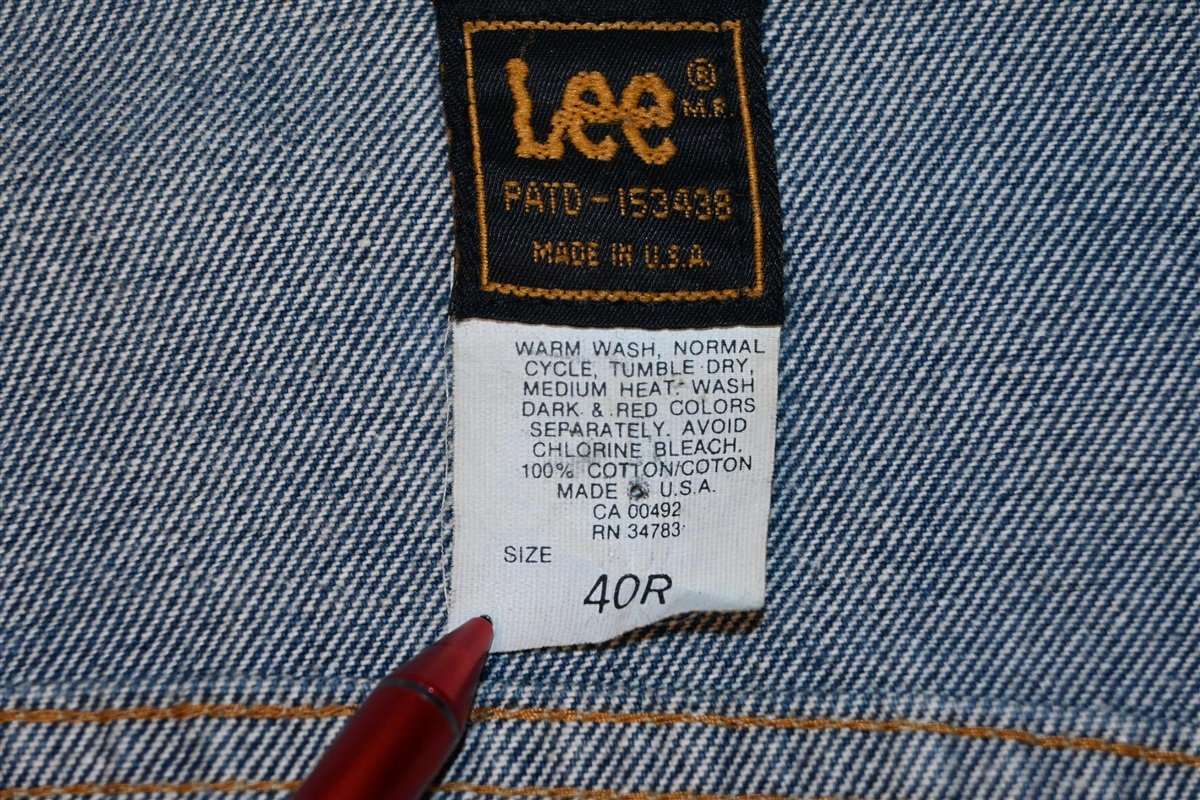 Lee ®
M.R.
PATD-153438
MADE IN U.S.A.
WARM WASH, NORMAL
CYCLE, TUMBLE DRY,
MEDIUM HEAT. WASH
DARK & RED COLORS
SEPARATELY. AVOID
CHLORINE BLEACH.
100% COTTON/COTON
MADE U.S.A.
CA 00492
RN 34783
SIZE
40R